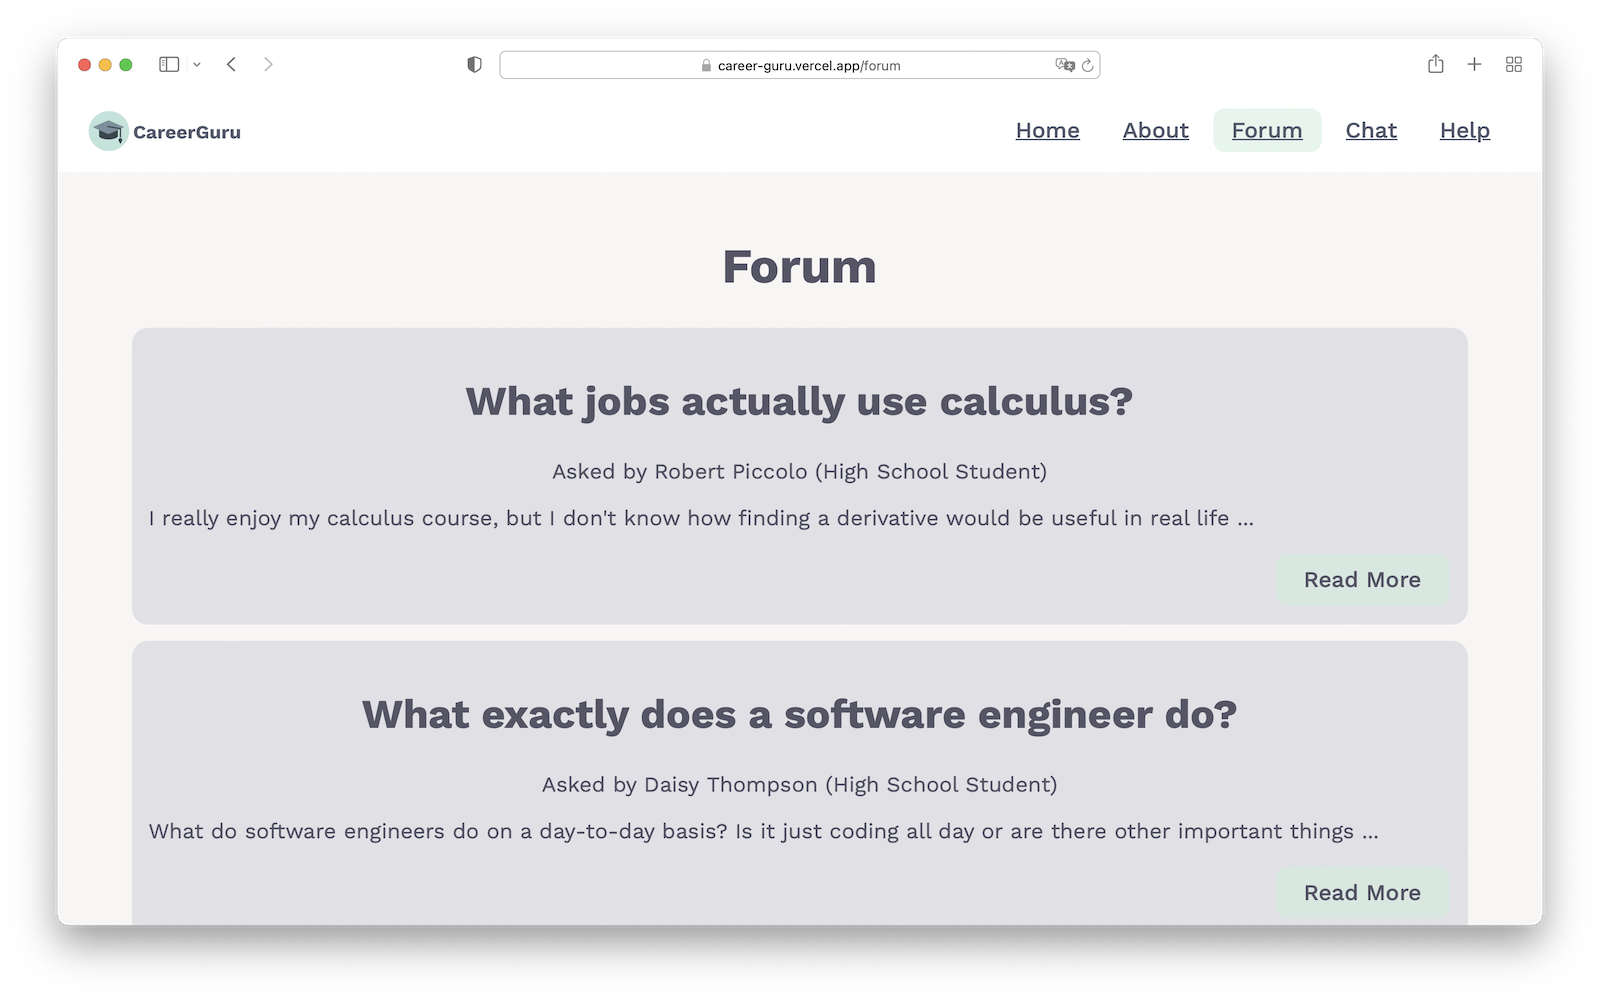 career-guru.vercel.app/forum
CareerGuru
Home About Forum Chat Help
Forum
What jobs actually use calculus?
Asked by Robert Piccolo (High School Student)
I really enjoy my calculus course, but I don't know how finding a derivative would be useful in real life ...
Read More
What exactly does a software engineer do?
Asked by Daisy Thompson (High School Student)
What do software engineers do on a day-to-day basis? Is it just coding all day or are there other important things ...
Read More